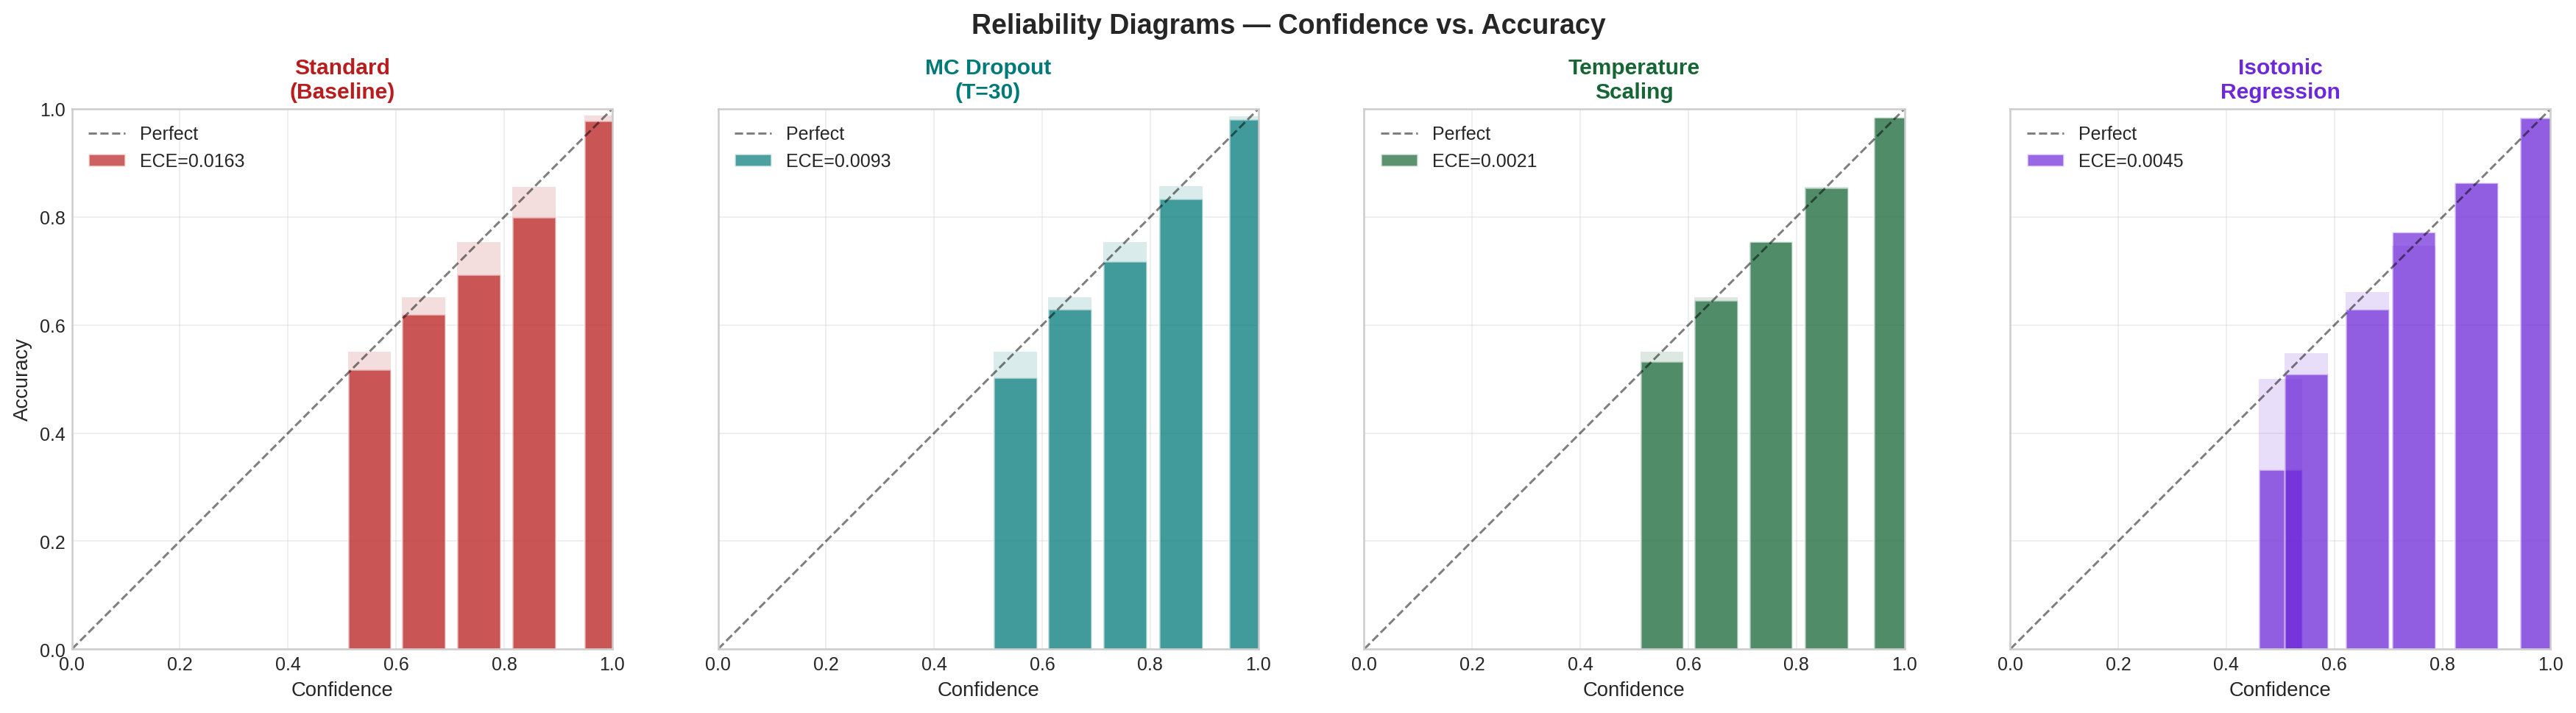 Reliability Diagrams — Confidence vs. Accuracy
Standard
(Baseline)
Perfect
ECE=0.0163
1.0
0.8
0.6
0.4
0.2
0.0
Accuracy
0.0 0.2 0.4 0.6 0.8 1.0
Confidence
MC Dropout
(T=30)
Perfect
ECE=0.0093
0.0 0.2 0.4 0.6 0.8 1.0
Confidence
Temperature
Scaling
Perfect
ECE=0.0021
0.0 0.2 0.4 0.6 0.8 1.0
Confidence
Isotonic
Regression
Perfect
ECE=0.0045
0.0 0.2 0.4 0.6 0.8 1.0
Confidence